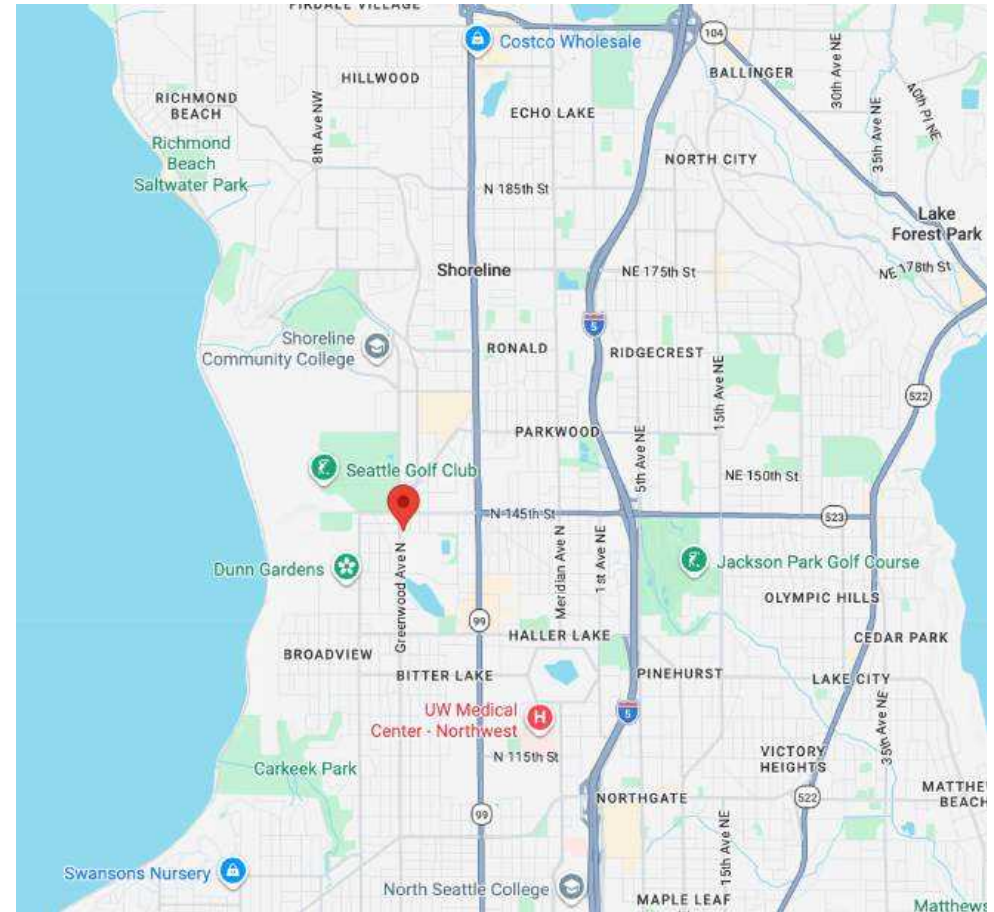 FIRDALE VILLAGE
104
Costco Wholesale
30th Ave NE
BALLINGER
HILLWOOD
40th Pl NE
RICHMOND
BEACH
8th Ave NW
ECHO LAKE
35th Ave NE
Richmond
Beach
Saltwater Park
NORTH CITY
N 185th St
Lake
Forest Park
Shoreline
NE 175th St
NE 178th St
5
Shoreline
Community College
RONALD
RIDGECREST
15th Ave NE
522
PARKWOOD
5th Ave NE
Seattle Golf Club
NE 150th St
N 145th St
523
Greenwood Ave N
Meridian Ave N
1st Ave NE
Dunn Gardens
Jackson Park Golf Course
OLYMPIC HILLS
99
HALLER LAKE
CEDAR PARK
BROADVIEW
BITTER LAKE
PINEHURST
LAKE CITY
UW Medical
Center - Northwest
H
5
35th Ave NE
N 115th St
VICTORY
HEIGHTS
Carkeek Park
NORTHGATE
522
MATTHE
BEACH
99
15th Ave NE
Swansons Nursery
North Seattle College
MAPLE LEAF
Matthews